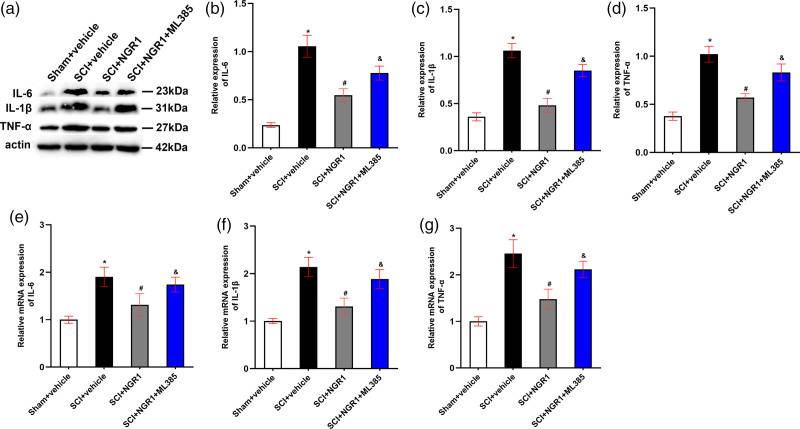 (a)
Sham+vehicle
SCI+vehicle
SCI+NGR1
SCI+NGR1+ML385
IL-6
23kDa
IL-1β
31kDa
TNF-α
27kDa
actin
42kDa
(b)
Relative expression
of IL-6
1.5
1.0
0.5
0.0
*
#
&
Sham+vehicle
SCI+vehicle
SCI+NGR1
SCI+NGR1+ML385
(c)
Relative expression
of IL-1β
1.5
1.0
0.5
0.0
*
#
&
Sham+vehicle
SCI+vehicle
SCI+NGR1
SCI+NGR1+ML385
(d)
Relative expression
of TNF-α
1.5
1.0
0.5
0.0
*
#
&
Sham+vehicle
SCI+vehicle
SCI+NGR1
SCI+NGR1+ML385
(e)
Relative mRNA expression
of IL-6
3
2
1
0
*
#
&
Sham+vehicle
SCI+vehicle
SCI+NGR1
SCI+NGR1+ML385
(f)
Relative mRNA expression
of IL-1β
3
2
1
0
*
#
&
Sham+vehicle
SCI+vehicle
SCI+NGR1
SCI+NGR1+ML385
(g)
Relative mRNA expression
of TNF-α
3
2
1
0
*
#
&
Sham+vehicle
SCI+vehicle
SCI+NGR1
SCI+NGR1+ML385